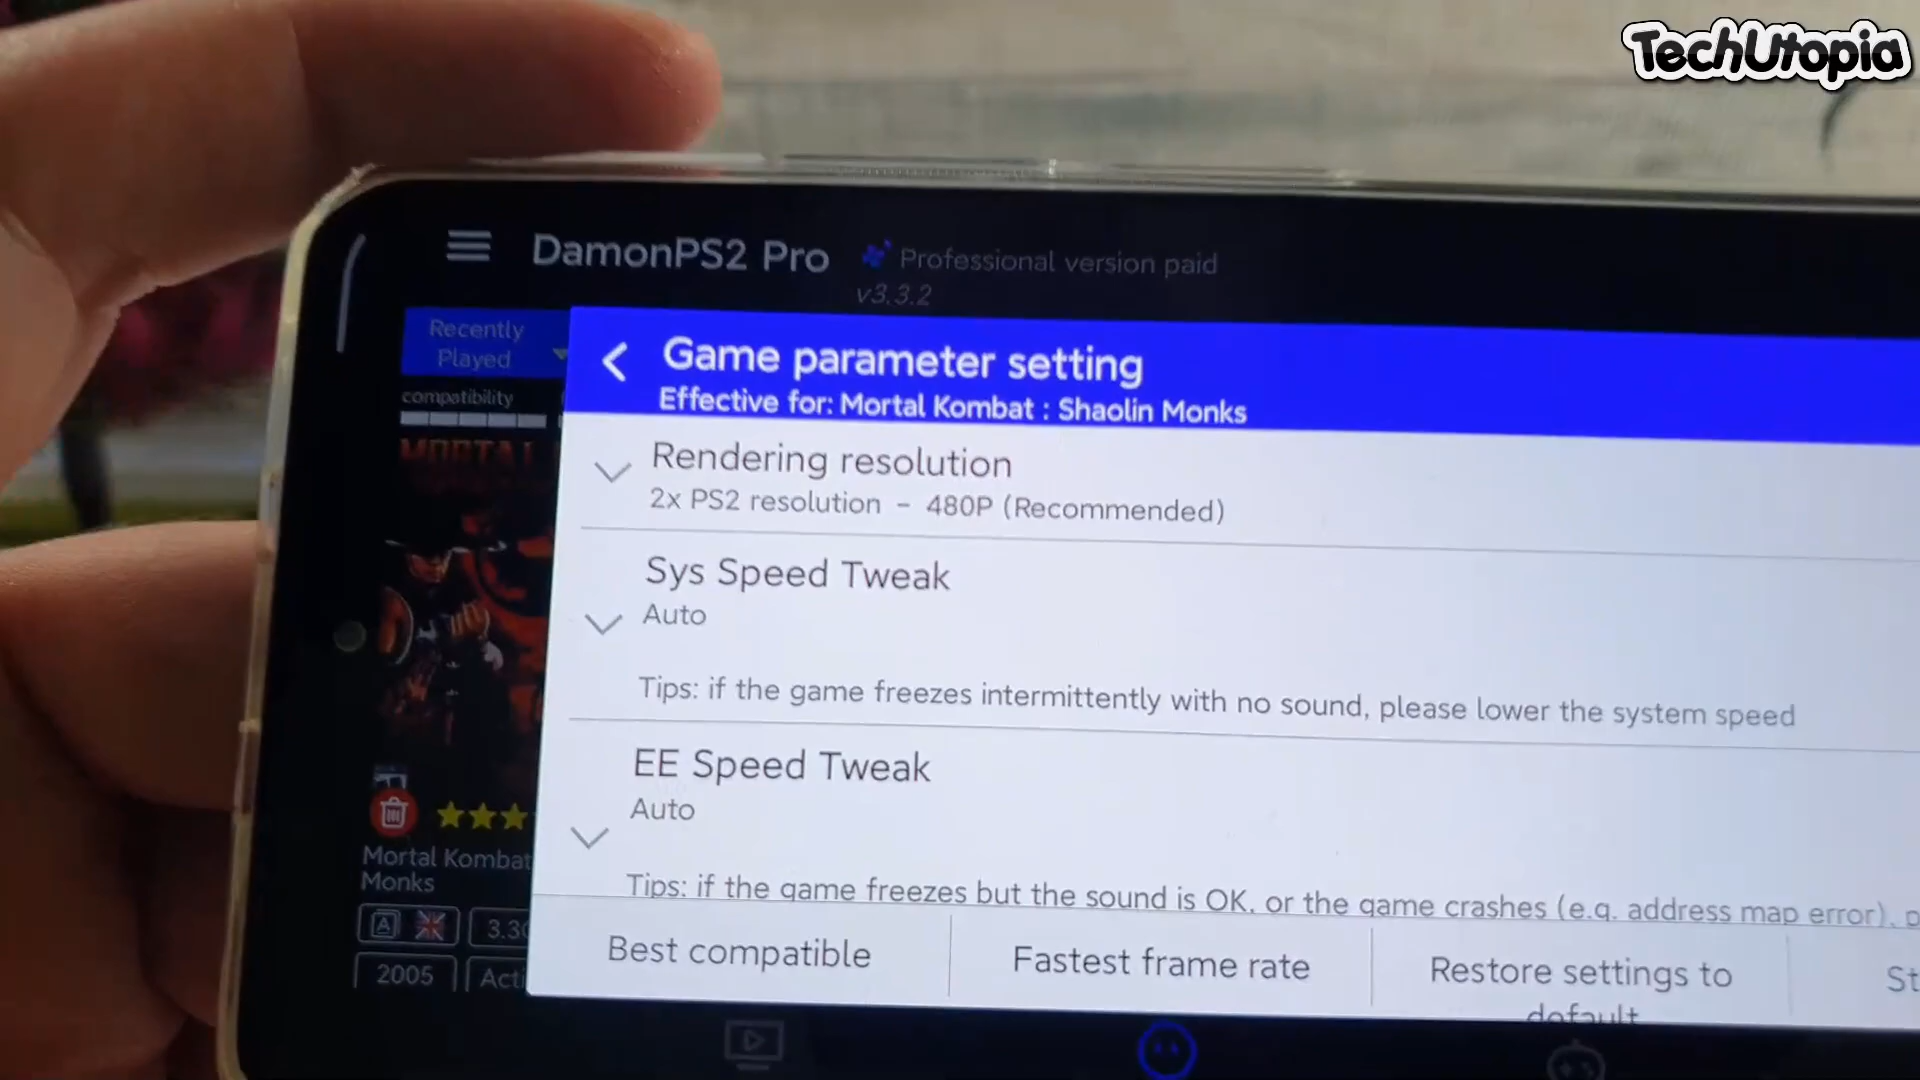 TechUtopia
DamonPS2 Pro
Professional version paid
v3.3.2
Recently
Played
compatibility
Game parameter setting
Effective for: Mortal Kombat : Shaolin Monks
Rendering resolution
2x PS2 resolution - 480P (Recommended)
Sys Speed Tweak
Auto
Tips: if the game freezes intermittently with no sound, please lower the system speed
EE Speed Tweak
Auto
Tips: if the game freezes but the sound is OK, or the game crashes (e.g. address map error),
Mortal Kombat
Monks
2005
Best compatible
Fastest frame rate
Restore settings to
default